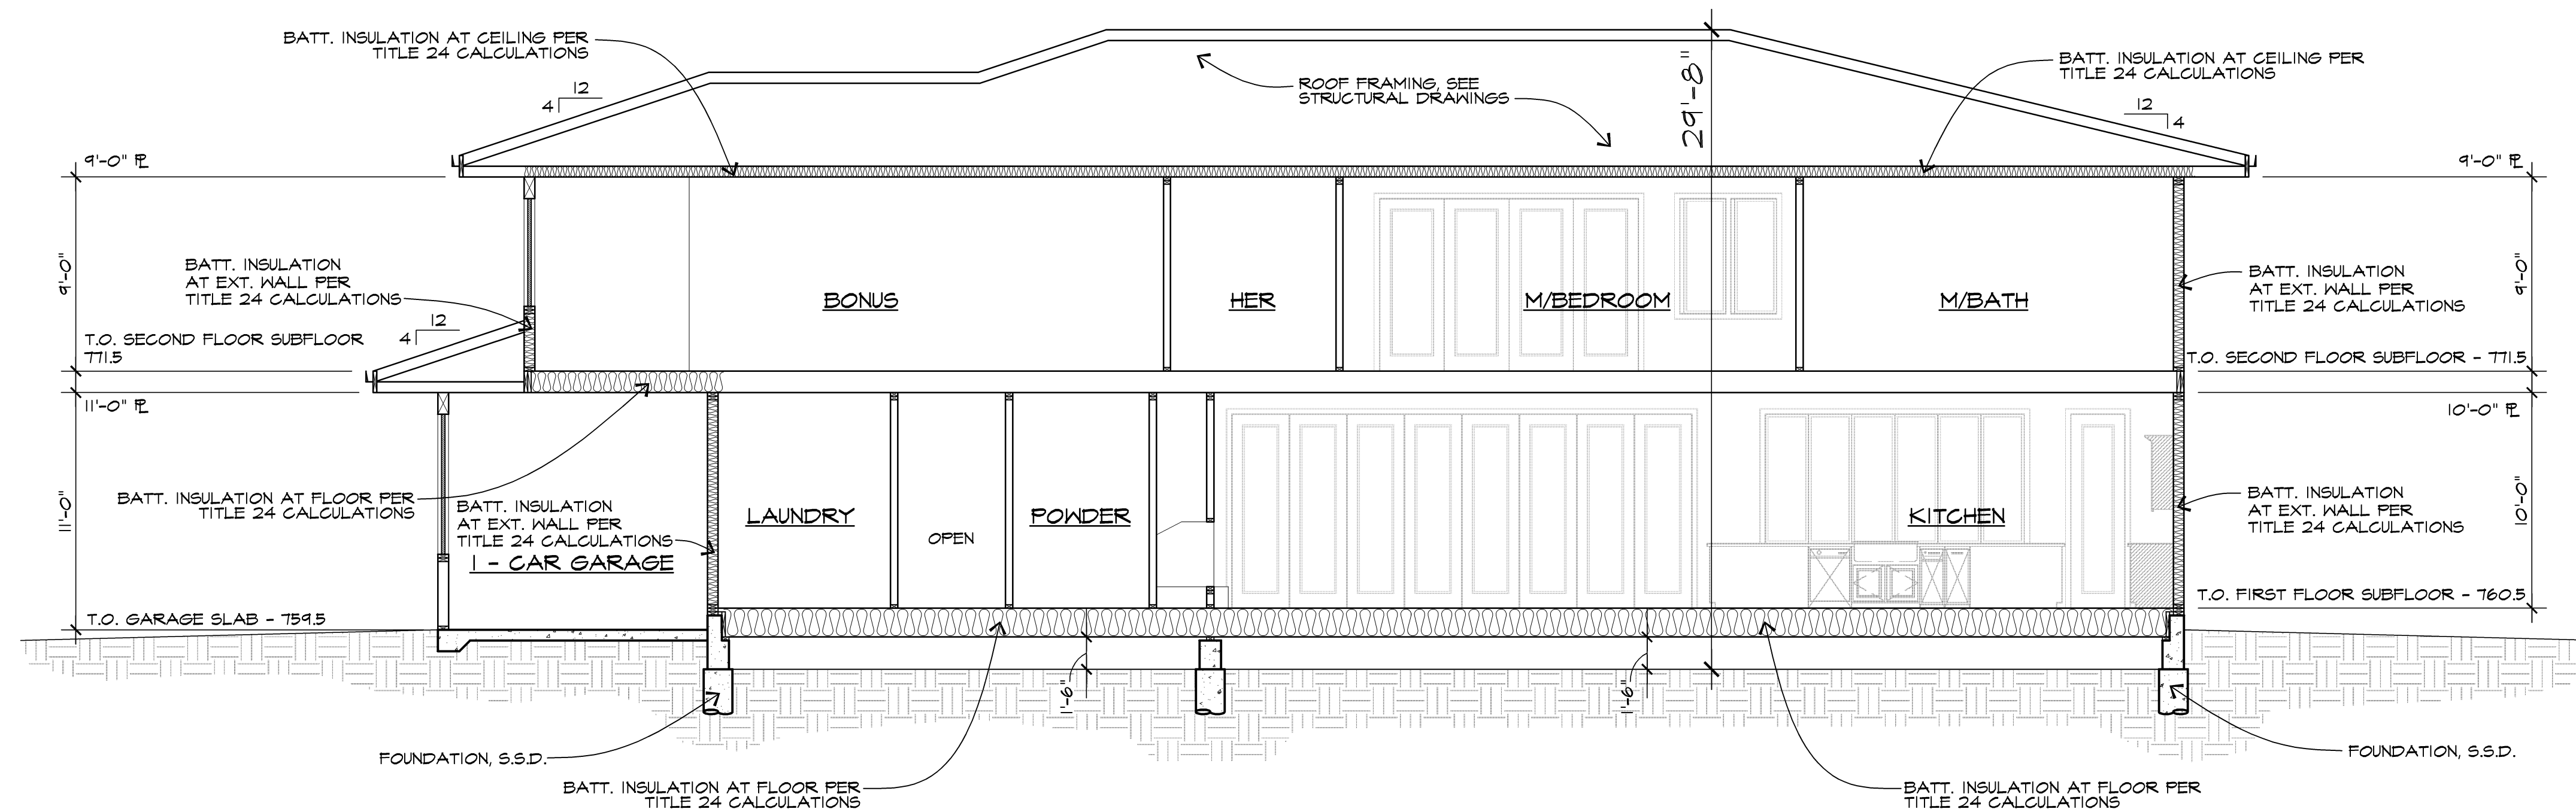 BATT. INSULATION AT CEILING PER
TITLE 24 CALCULATIONS
12
4
ROOF FRAMING, SEE
STRUCTURAL DRAWINGS
29'-8"
BATT. INSULATION AT CEILING PER
TITLE 24 CALCULATIONS
12
4
9'-0" PL
9'-0" PL
9'-0"
BATT. INSULATION
AT EXT. WALL PER
TITLE 24 CALCULATIONS
12
4
T.O. SECOND FLOOR SUBFLOOR
771.5
BONUS
HER
M/BEDROOM
M/BATH
BATT. INSULATION
AT EXT. WALL PER
TITLE 24 CALCULATIONS
9'-0"
T.O. SECOND FLOOR SUBFLOOR - 771.5
11'-0" PL
10'-0" PL
11'-0"
BATT. INSULATION AT FLOOR PER
TITLE 24 CALCULATIONS
BATT. INSULATION
AT EXT. WALL PER
TITLE 24 CALCULATIONS
1 - CAR GARAGE
LAUNDRY
OPEN
POWDER
KITCHEN
BATT. INSULATION
AT EXT. WALL PER
TITLE 24 CALCULATIONS
10'-0"
T.O. GARAGE SLAB - 759.5
T.O. FIRST FLOOR SUBFLOOR - 760.5
1'-6"
1'-6"
FOUNDATION, S.S.D.
FOUNDATION, S.S.D.
BATT. INSULATION AT FLOOR PER
TITLE 24 CALCULATIONS
BATT. INSULATION AT FLOOR PER
TITLE 24 CALCULATIONS